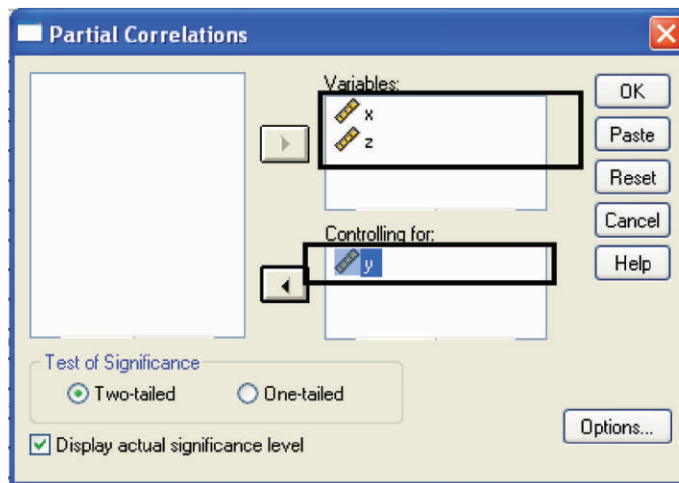 Partial Correlations
Variables:
x
z
OK
Paste
Reset
Cancel
Help
Controlling for:
y
Test of Significance
Two-tailed
One-tailed
Display actual significance level
Options...